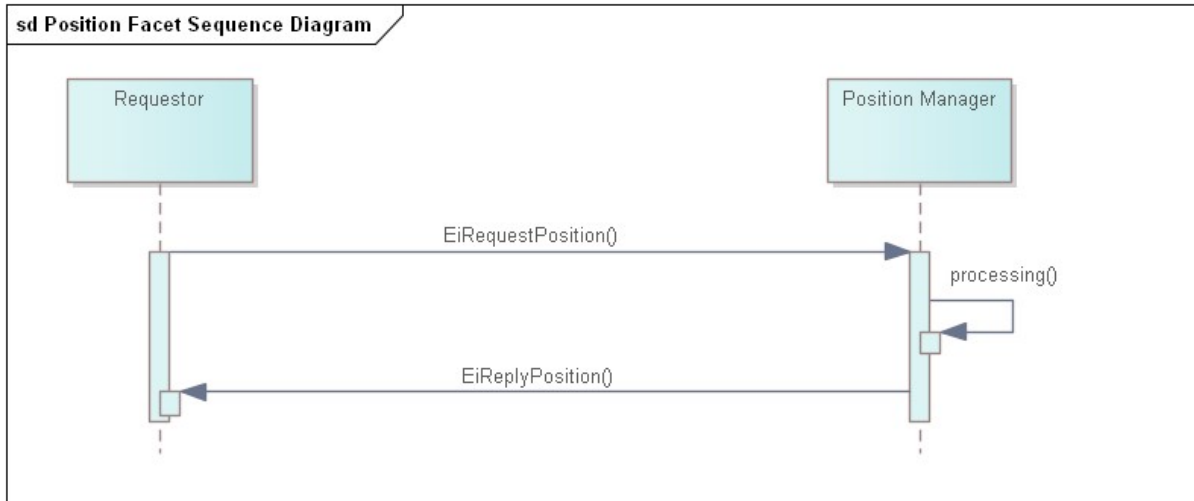 sd Position Facet Sequence Diagram
Requestor
Position Manager
EiRequestPosition()
processing()
EiReplyPosition()